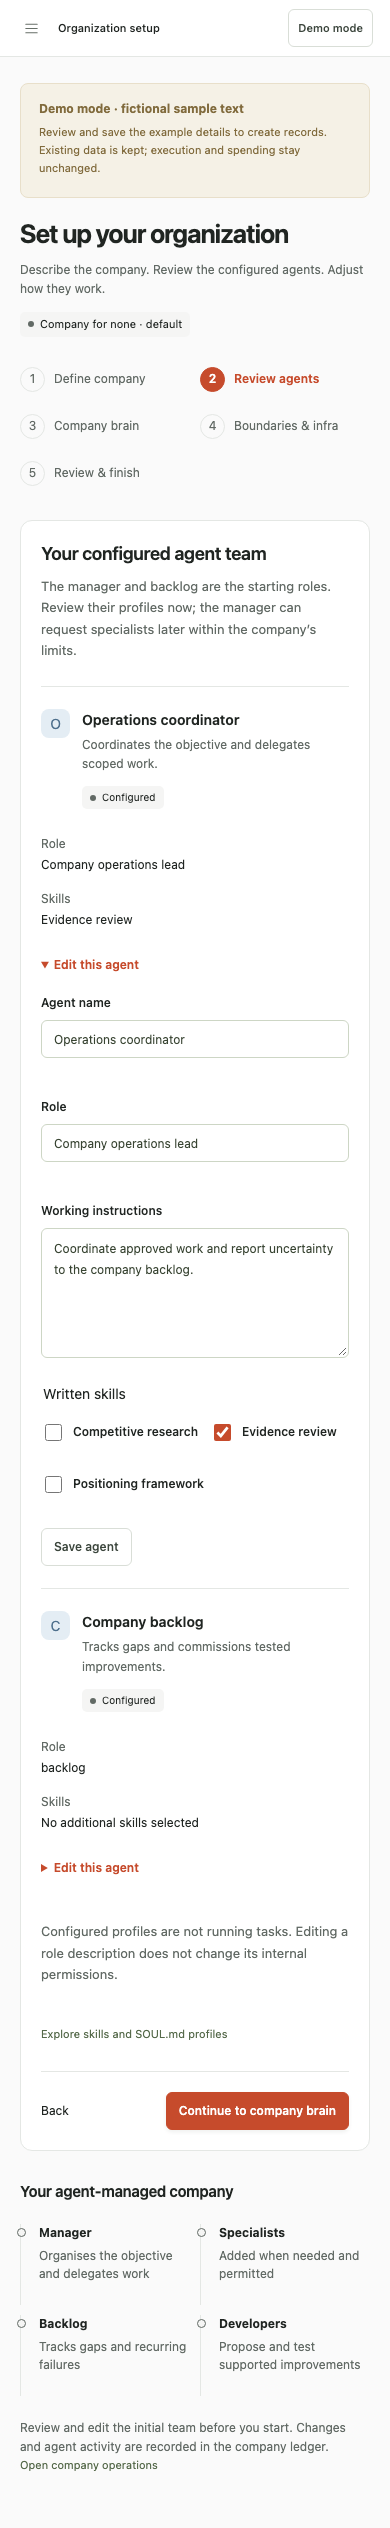 Organization setup
Demo mode
Demo mode · fictional sample text
Review and save the example details to create records.
Existing data is kept; execution and spending stay
unchanged.
Set up your organization
Describe the company. Review the configured agents. Adjust
how they work.
Company for none · default
1 Define company
2 Review agents
3 Company brain
4 Boundaries & infra
5 Review & finish
Your configured agent team
The manager and backlog are the starting roles.
Review their profiles now; the manager can
request specialists later within the company's
limits.
O Operations coordinator
Coordinates the objective and delegates
scoped work.
Configured
Role
Company operations lead
Skills
Evidence review
Edit this agent
Agent name
Operations coordinator
Role
Company operations lead
Working instructions
Coordinate approved work and report uncertainty
to the company backlog.
Written skills
Competitive research Evidence review
Positioning framework
Save agent
C Company backlog
Tracks gaps and commissions tested
improvements.
Configured
Role
backlog
Skills
No additional skills selected
Edit this agent
Configured profiles are not running tasks. Editing a
role description does not change its internal
permissions.
Explore skills and SOUL.md profiles
Back
Continue to company brain
Your agent-managed company
Manager
Organises the objective
and delegates work
Specialists
Added when needed and
permitted
Backlog
Tracks gaps and recurring
failures
Developers
Propose and test
supported improvements
Review and edit the initial team before you start. Changes
and agent activity are recorded in the company ledger.
Open company operations